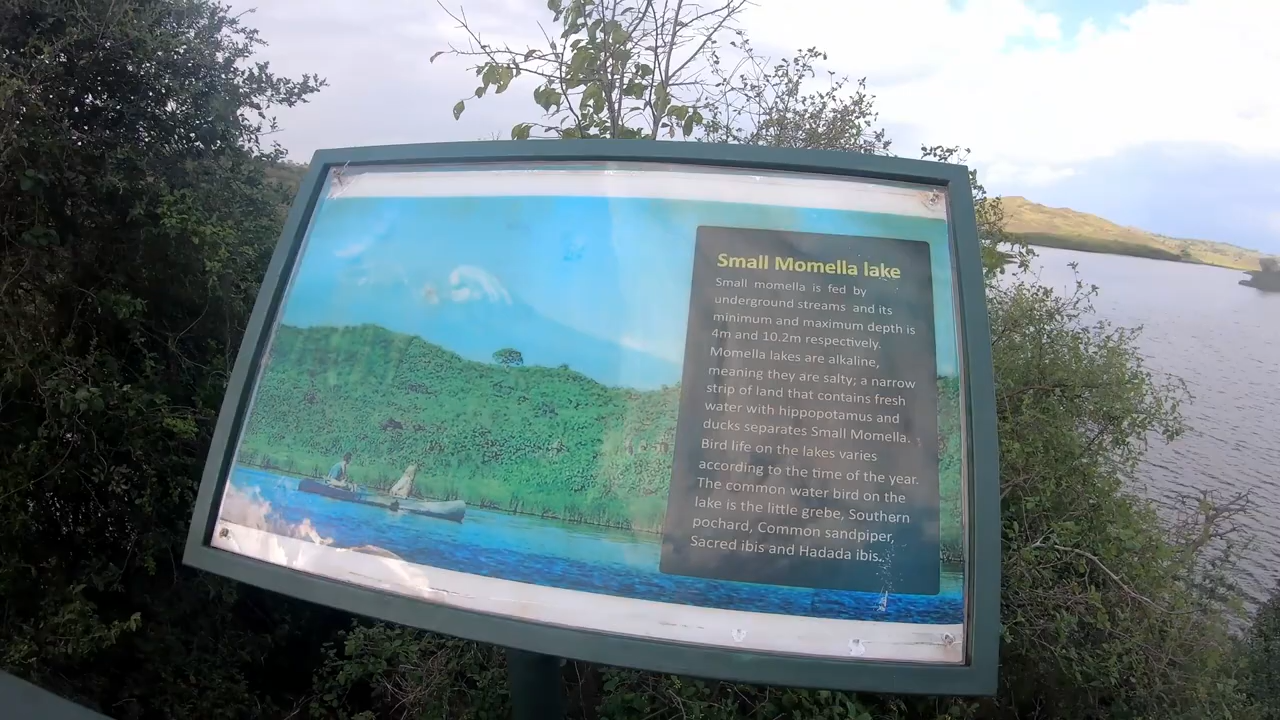 Small Momella lake
Small momella is fed by
underground streams and its
minimum and maximum depth is
4m and 10.2m respectively.
Momella lakes are alkaline,
meaning they are salty; a narrow
strip of land that contains fresh
water with hippopotamus and
ducks separates Small Momella.
Bird life on the lakes varies
according to the time of the year.
The common water bird on the
lake is the little grebe, Southern
pochard, Common sandpiper,
Sacred ibis and Hadada ibis..